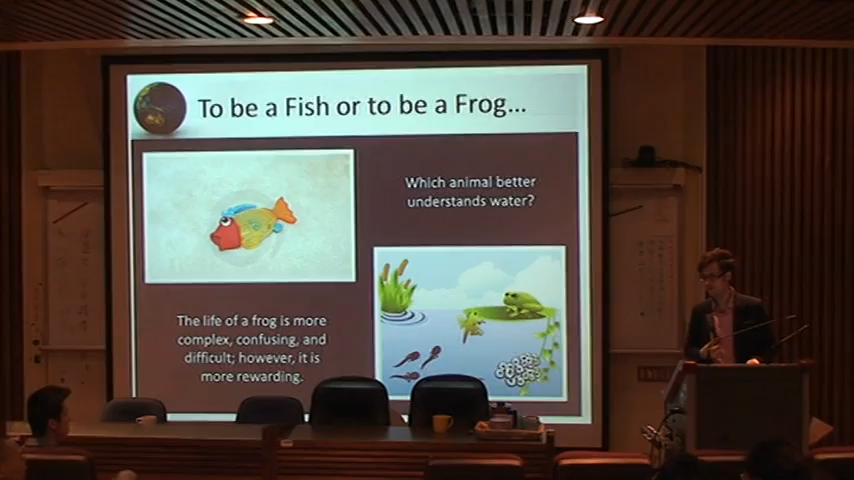 To be a Fish or to be a Frog...
Which animal better
understands water?
The life of a frog is more
complex, confusing, and
difficult; however, it is
more rewarding.